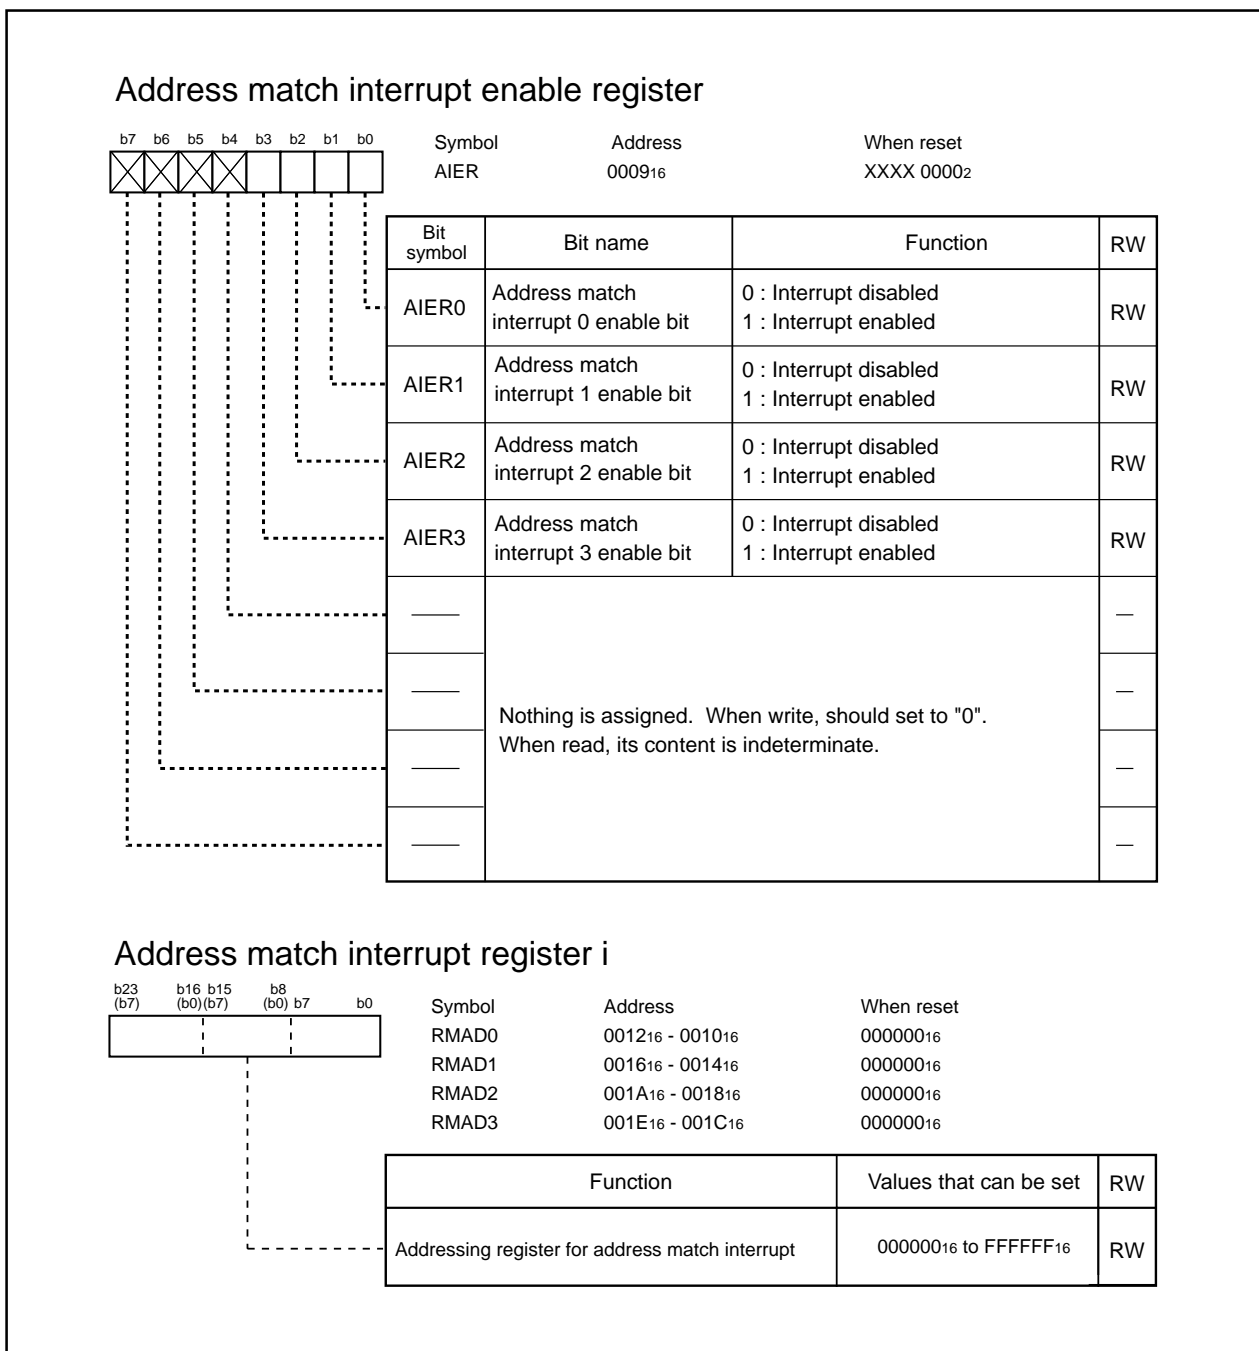 Address match interrupt enable register
b7 b6 b5 b4 b3 b2 b1 b0
Symbol Address When reset
AIER 000916 XXXX 00002
Bit symbol Bit name Function RW
AIER0 Address match interrupt 0 enable bit 0 : Interrupt disabled 1 : Interrupt enabled RW
AIER1 Address match interrupt 1 enable bit 0 : Interrupt disabled 1 : Interrupt enabled RW
AIER2 Address match interrupt 2 enable bit 0 : Interrupt disabled 1 : Interrupt enabled RW
AIER3 Address match interrupt 3 enable bit 0 : Interrupt disabled 1 : Interrupt enabled RW
Nothing is assigned. When write, should set to "0".
When read, its content is indeterminate.
Address match interrupt register i
b23 b16 b15 b8
(b7) (b0)(b7) (b0) b7 b0
Symbol Address When reset
RMAD0 001216 - 001016 00000016
RMAD1 001616 - 001416 00000016
RMAD2 001A16 - 001816 00000016
RMAD3 001E16 - 001C16 00000016
Function Values that can be set RW
Addressing register for address match interrupt 00000016 to FFFFFF16 RW